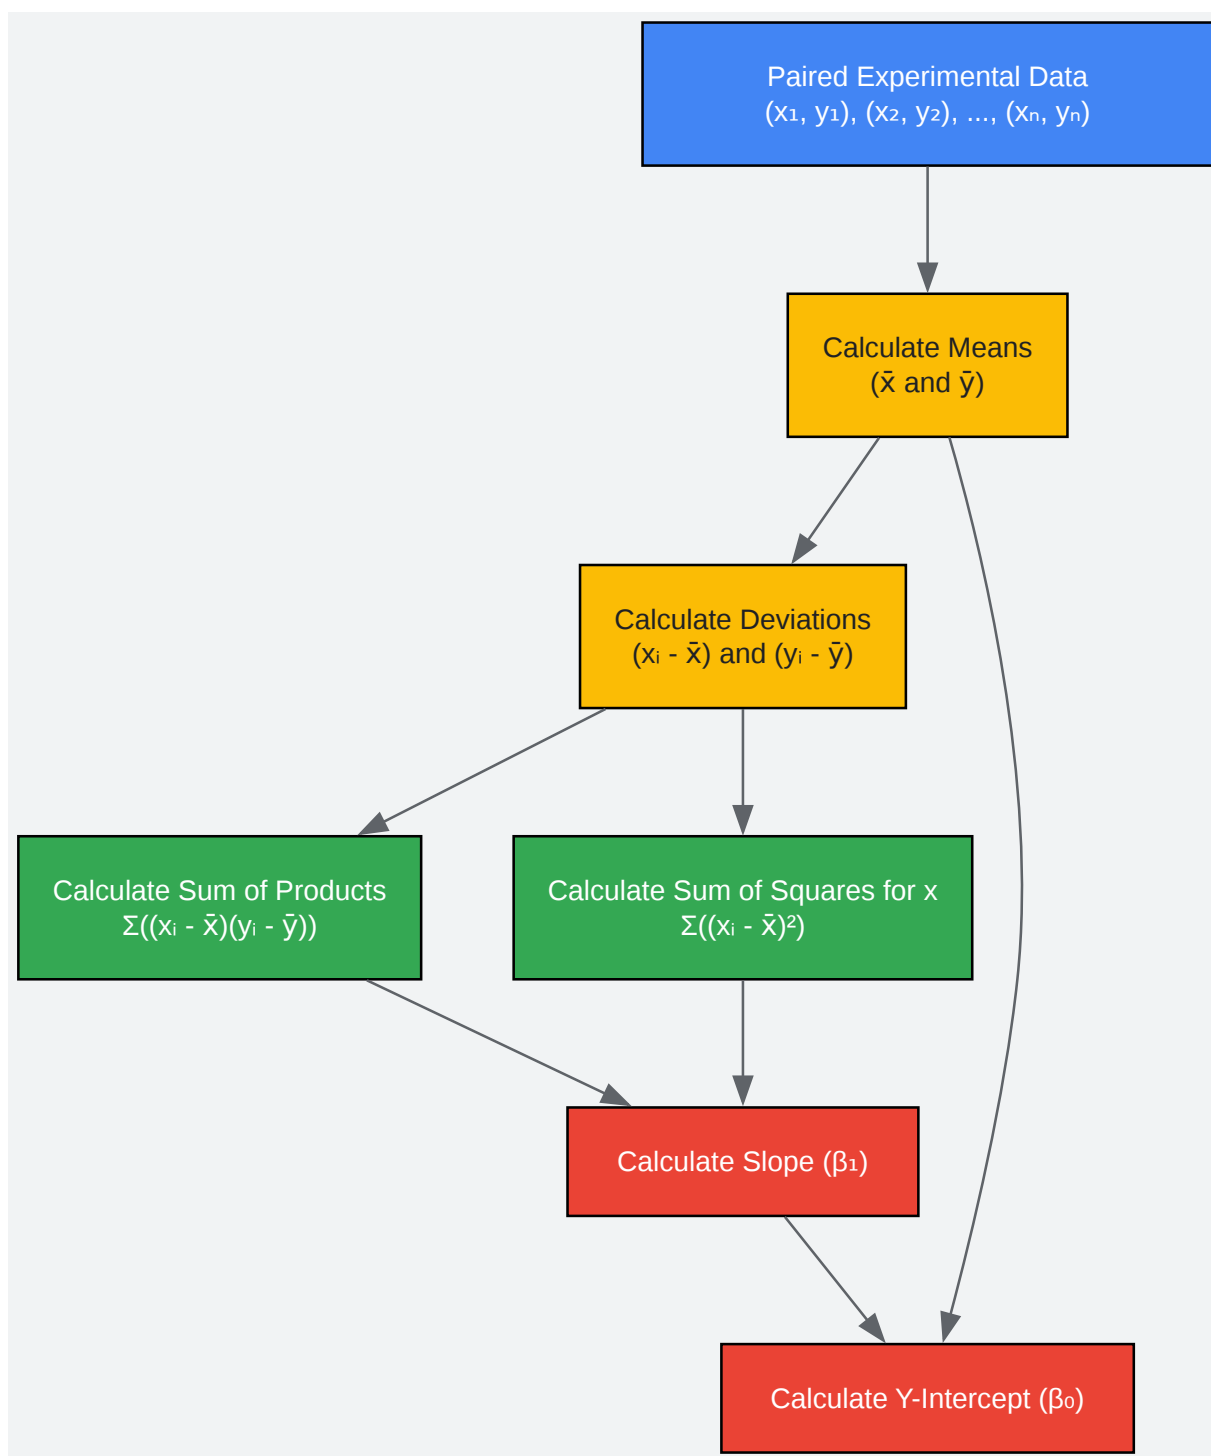 Paired Experimental Data
(x₁, y₁), (x₂, y₂), ..., (xₙ, yₙ)
Calculate Means
(x̄ and ȳ)
Calculate Deviations
(xᵢ - x̄) and (yᵢ - ȳ)
Calculate Sum of Products
Σ((xᵢ - x̄)(yᵢ - ȳ))
Calculate Sum of Squares for x
Σ((xᵢ - x̄)²)
Calculate Slope (β₁)
Calculate Y-Intercept (β₀)